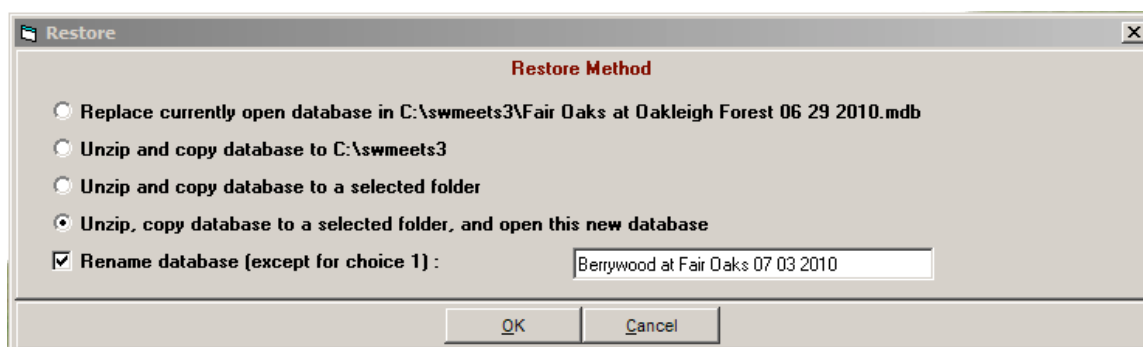 Restore
Restore Method
Replace currently open database in C:\swmeets3\Fair Oaks at Oakleigh Forest 06 29 2010.mdb
Unzip and copy database to C:\swmeets3
Unzip and copy database to a selected folder
Unzip, copy database to a selected folder, and open this new database
Rename database (except for choice 1) : Berrywood at Fair Oaks 07 03 2010
OK Cancel